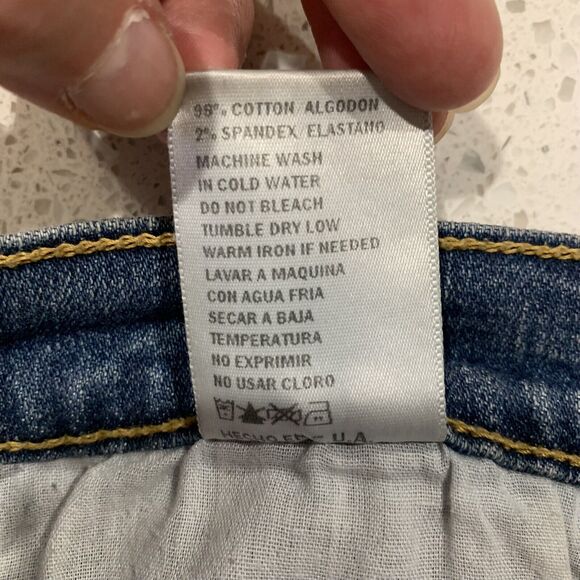 98% COTTON ALGODON
2% SPANDEX ELASTANO
MACHINE WASH
IN COLD WATER
DO NOT BLEACH
TUMBLE DRY LOW
WARM IRON IF NEEDED
LAVAR A MAQUINA
CON AGUA FRIA
SECAR A BAJA
TEMPERATURA
NO EXPRIMIR
NO USAR CLORO
HECHO U.A.